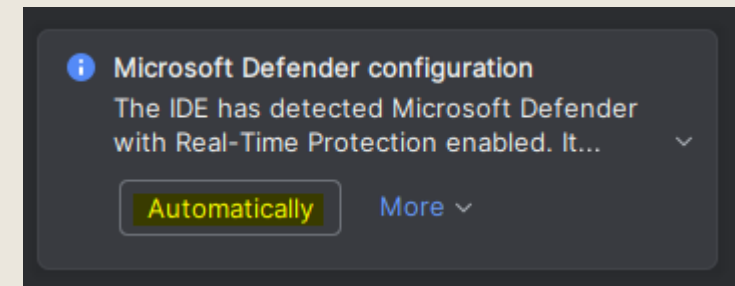 Microsoft Defender configuration
The IDE has detected Microsoft Defender
with Real-Time Protection enabled. It...
Automatically More